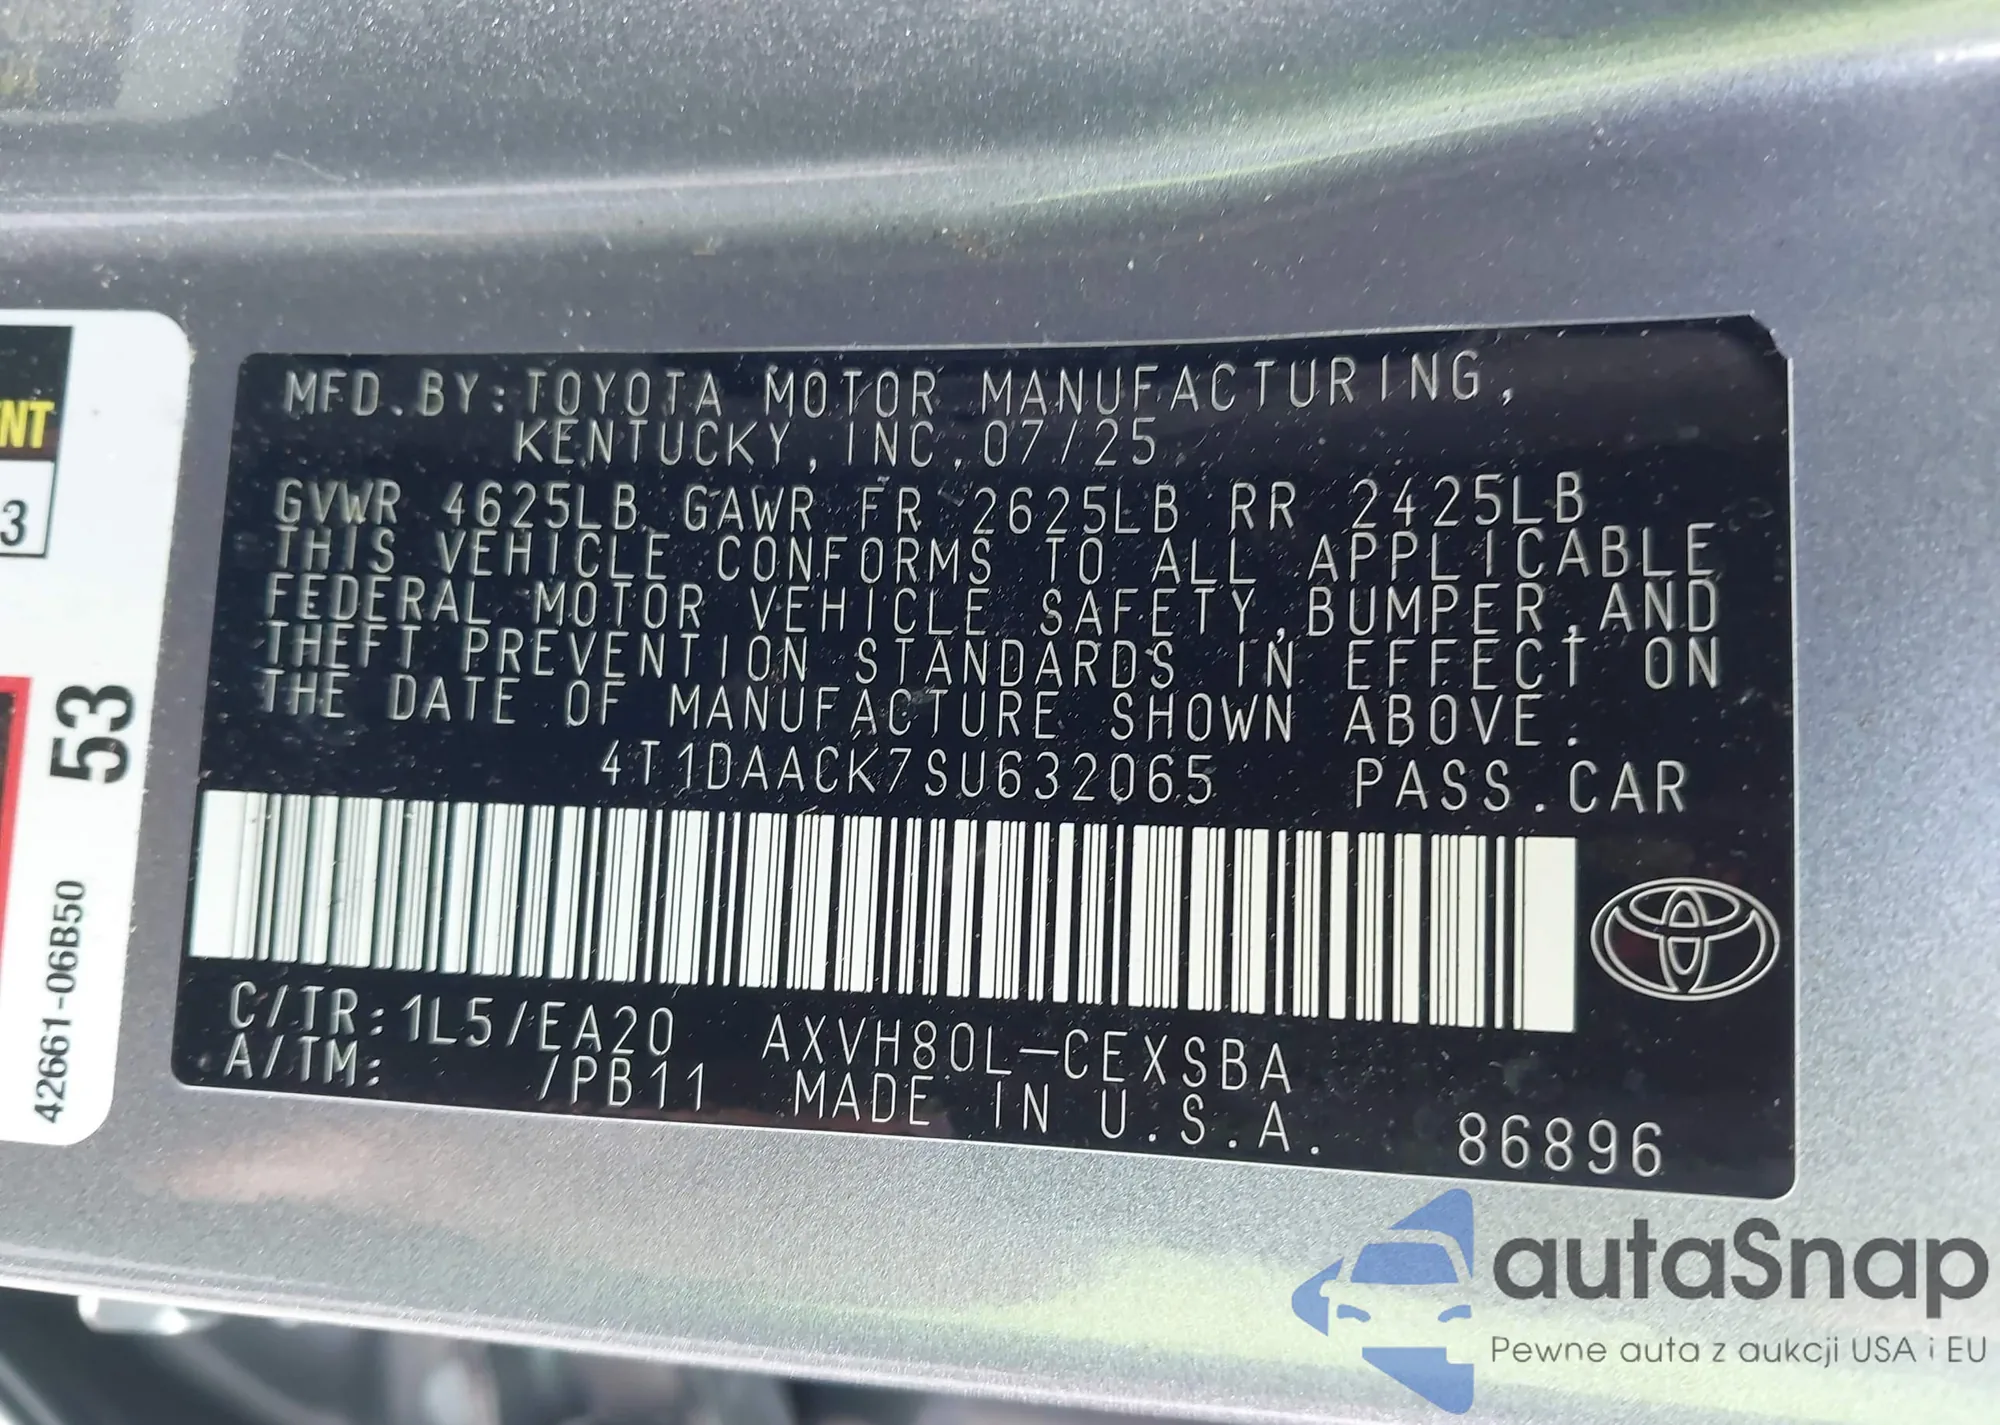 MFD.BY:TOYOTA MOTOR MANUFACTURING,
KENTUCKY,INC.07/25
GVWR 4625LB GAWR FR 2625LB RR 2425LB
THIS VEHICLE CONFORMS TO ALL APPLICABLE
FEDERAL MOTOR VEHICLE SAFETY,BUMPER,AND
THEFT PREVENTION STANDARDS IN EFFECT ON
THE DATE OF MANUFACTURE SHOWN ABOVE.
4T1DAACK7SU632065 PASS.CAR
C/TR:1L5/EA20 AXVH80L-CEXSBA
A/TM: /PB11 MADE IN U.S.A.
86896
NT
3
53
42661-06B50
autaSnap
Pewne auta z aukcji USA i EU